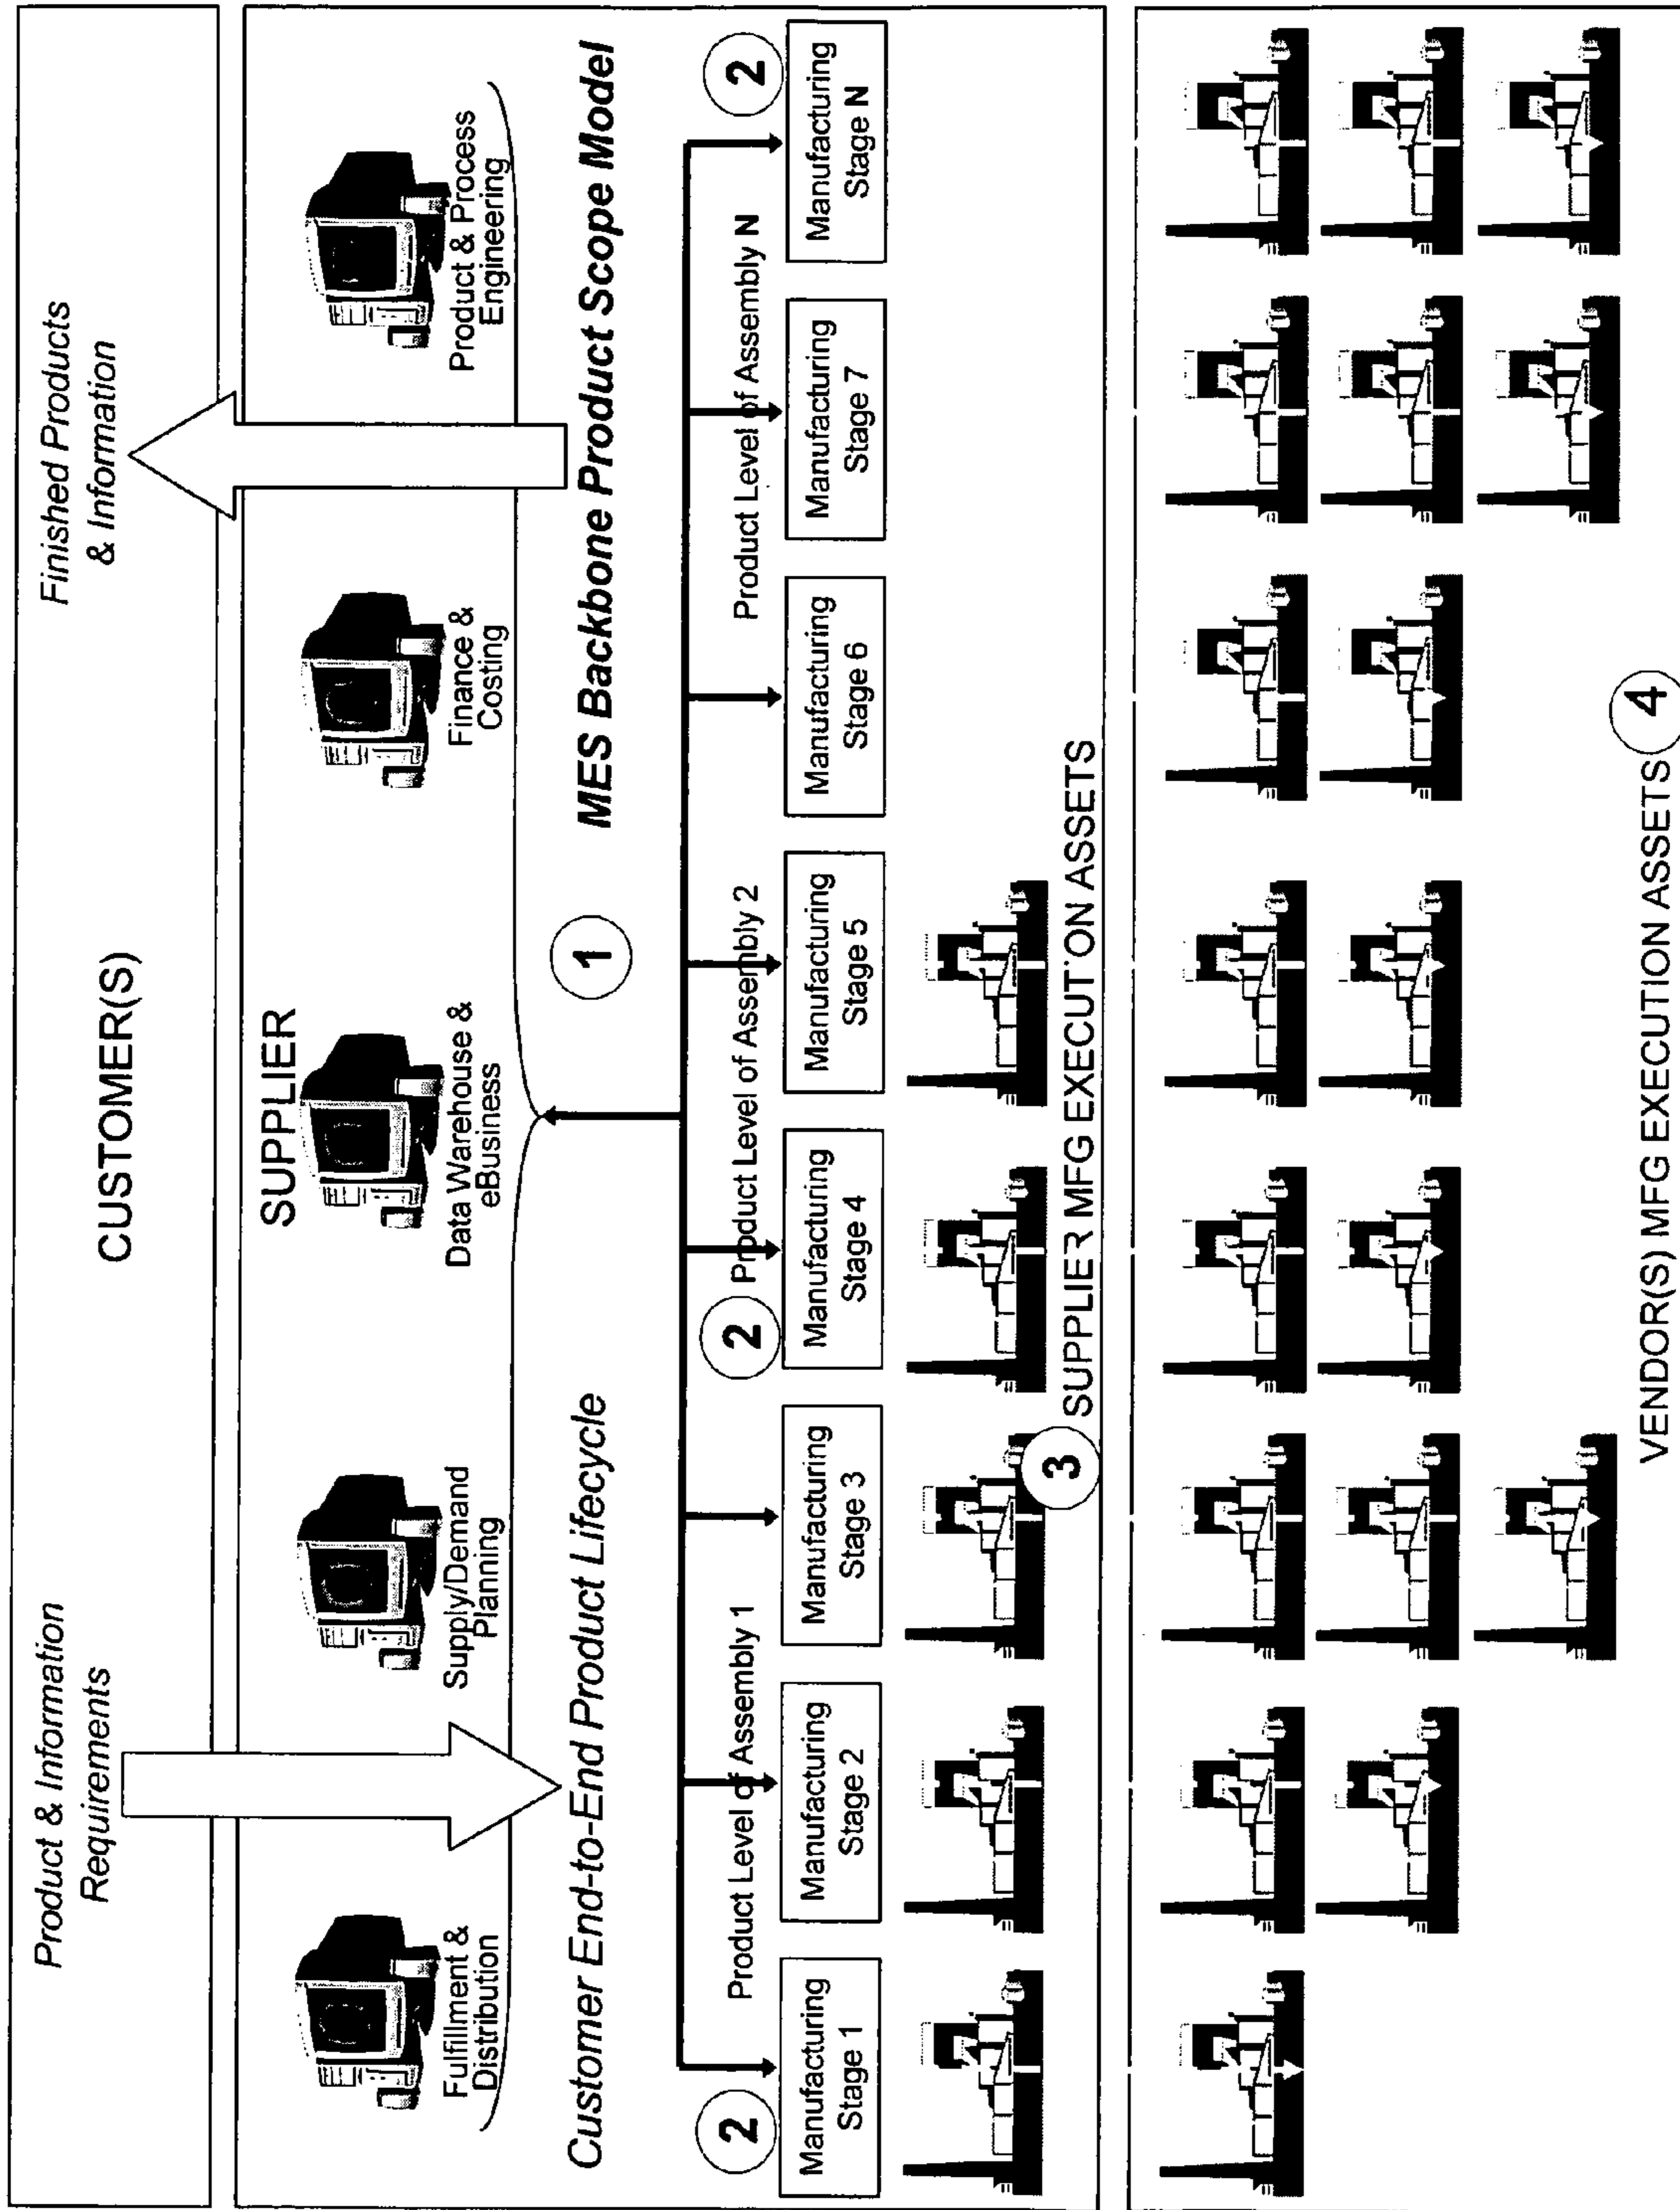 Product & Information
Requirements
CUSTOMER(S)
Finished Products
& Information
SUPPLIER
Fulfillment &
Distribution
Supply/Demand
Planning
Data Warehouse &
eBusiness
Finance &
Costing
Product & Process
Engineering
Customer End-to-End Product Lifecycle
1
MES Backbone Product Scope Model
2
Product Level of Assembly 1
2
Product Level of Assembly 2
Product Level of Assembly N
2
Manufacturing
Stage 1
Manufacturing
Stage 2
Manufacturing
Stage 3
Manufacturing
Stage 4
Manufacturing
Stage 5
Manufacturing
Stage 6
Manufacturing
Stage 7
Manufacturing
Stage N
3
SUPPLIER MFG EXECUTION ASSETS
VENDOR(S) MFG EXECUTION ASSETS
4